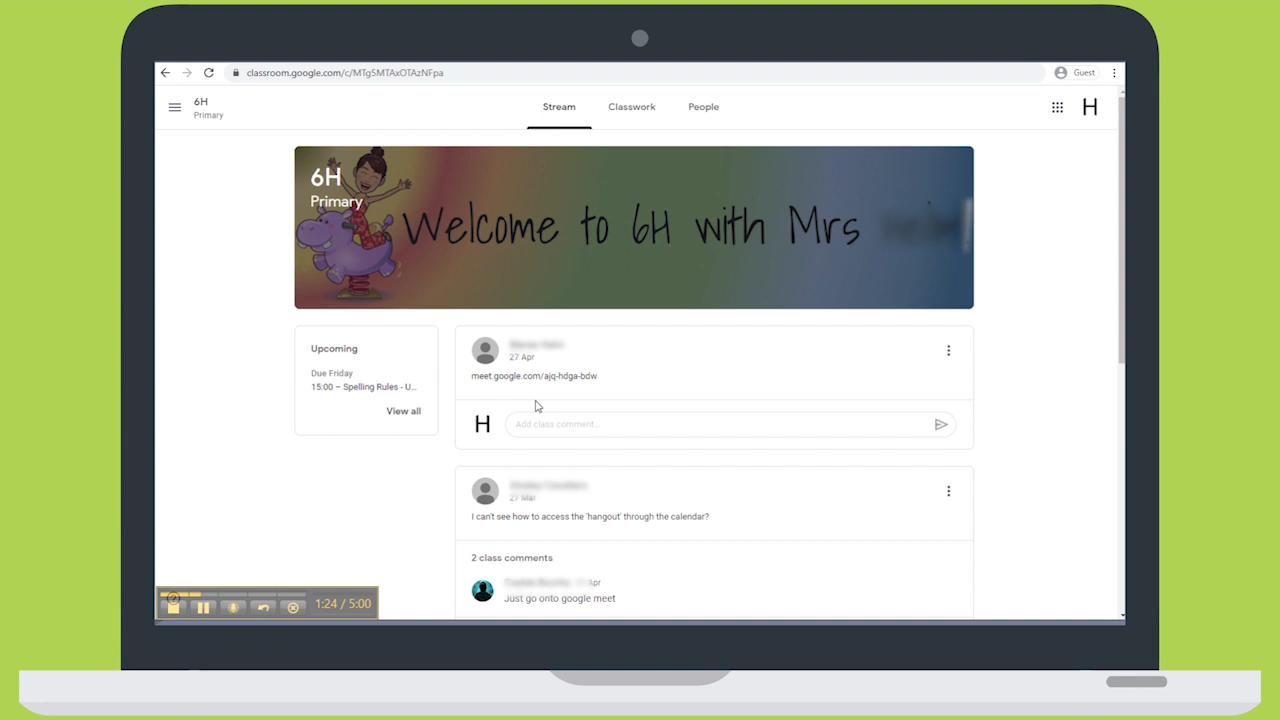 classroom.google.com/c/MTg5MTAxOTAzNFpa
Guest
6H
Primary
Stream
Classwork
People
H
6H
Primary
Welcome to 6H with Mrs
Upcoming
Due Friday
15:00 – Spelling Rules - U...
View all
27 Apr
meet.google.com/ajq-hdga-bdw
H
Add class comment...
27 Mar
I can't see how to access the 'hangout' through the calendar?
2 class comments
Apr
Just go onto google meet
1:24 / 5:00